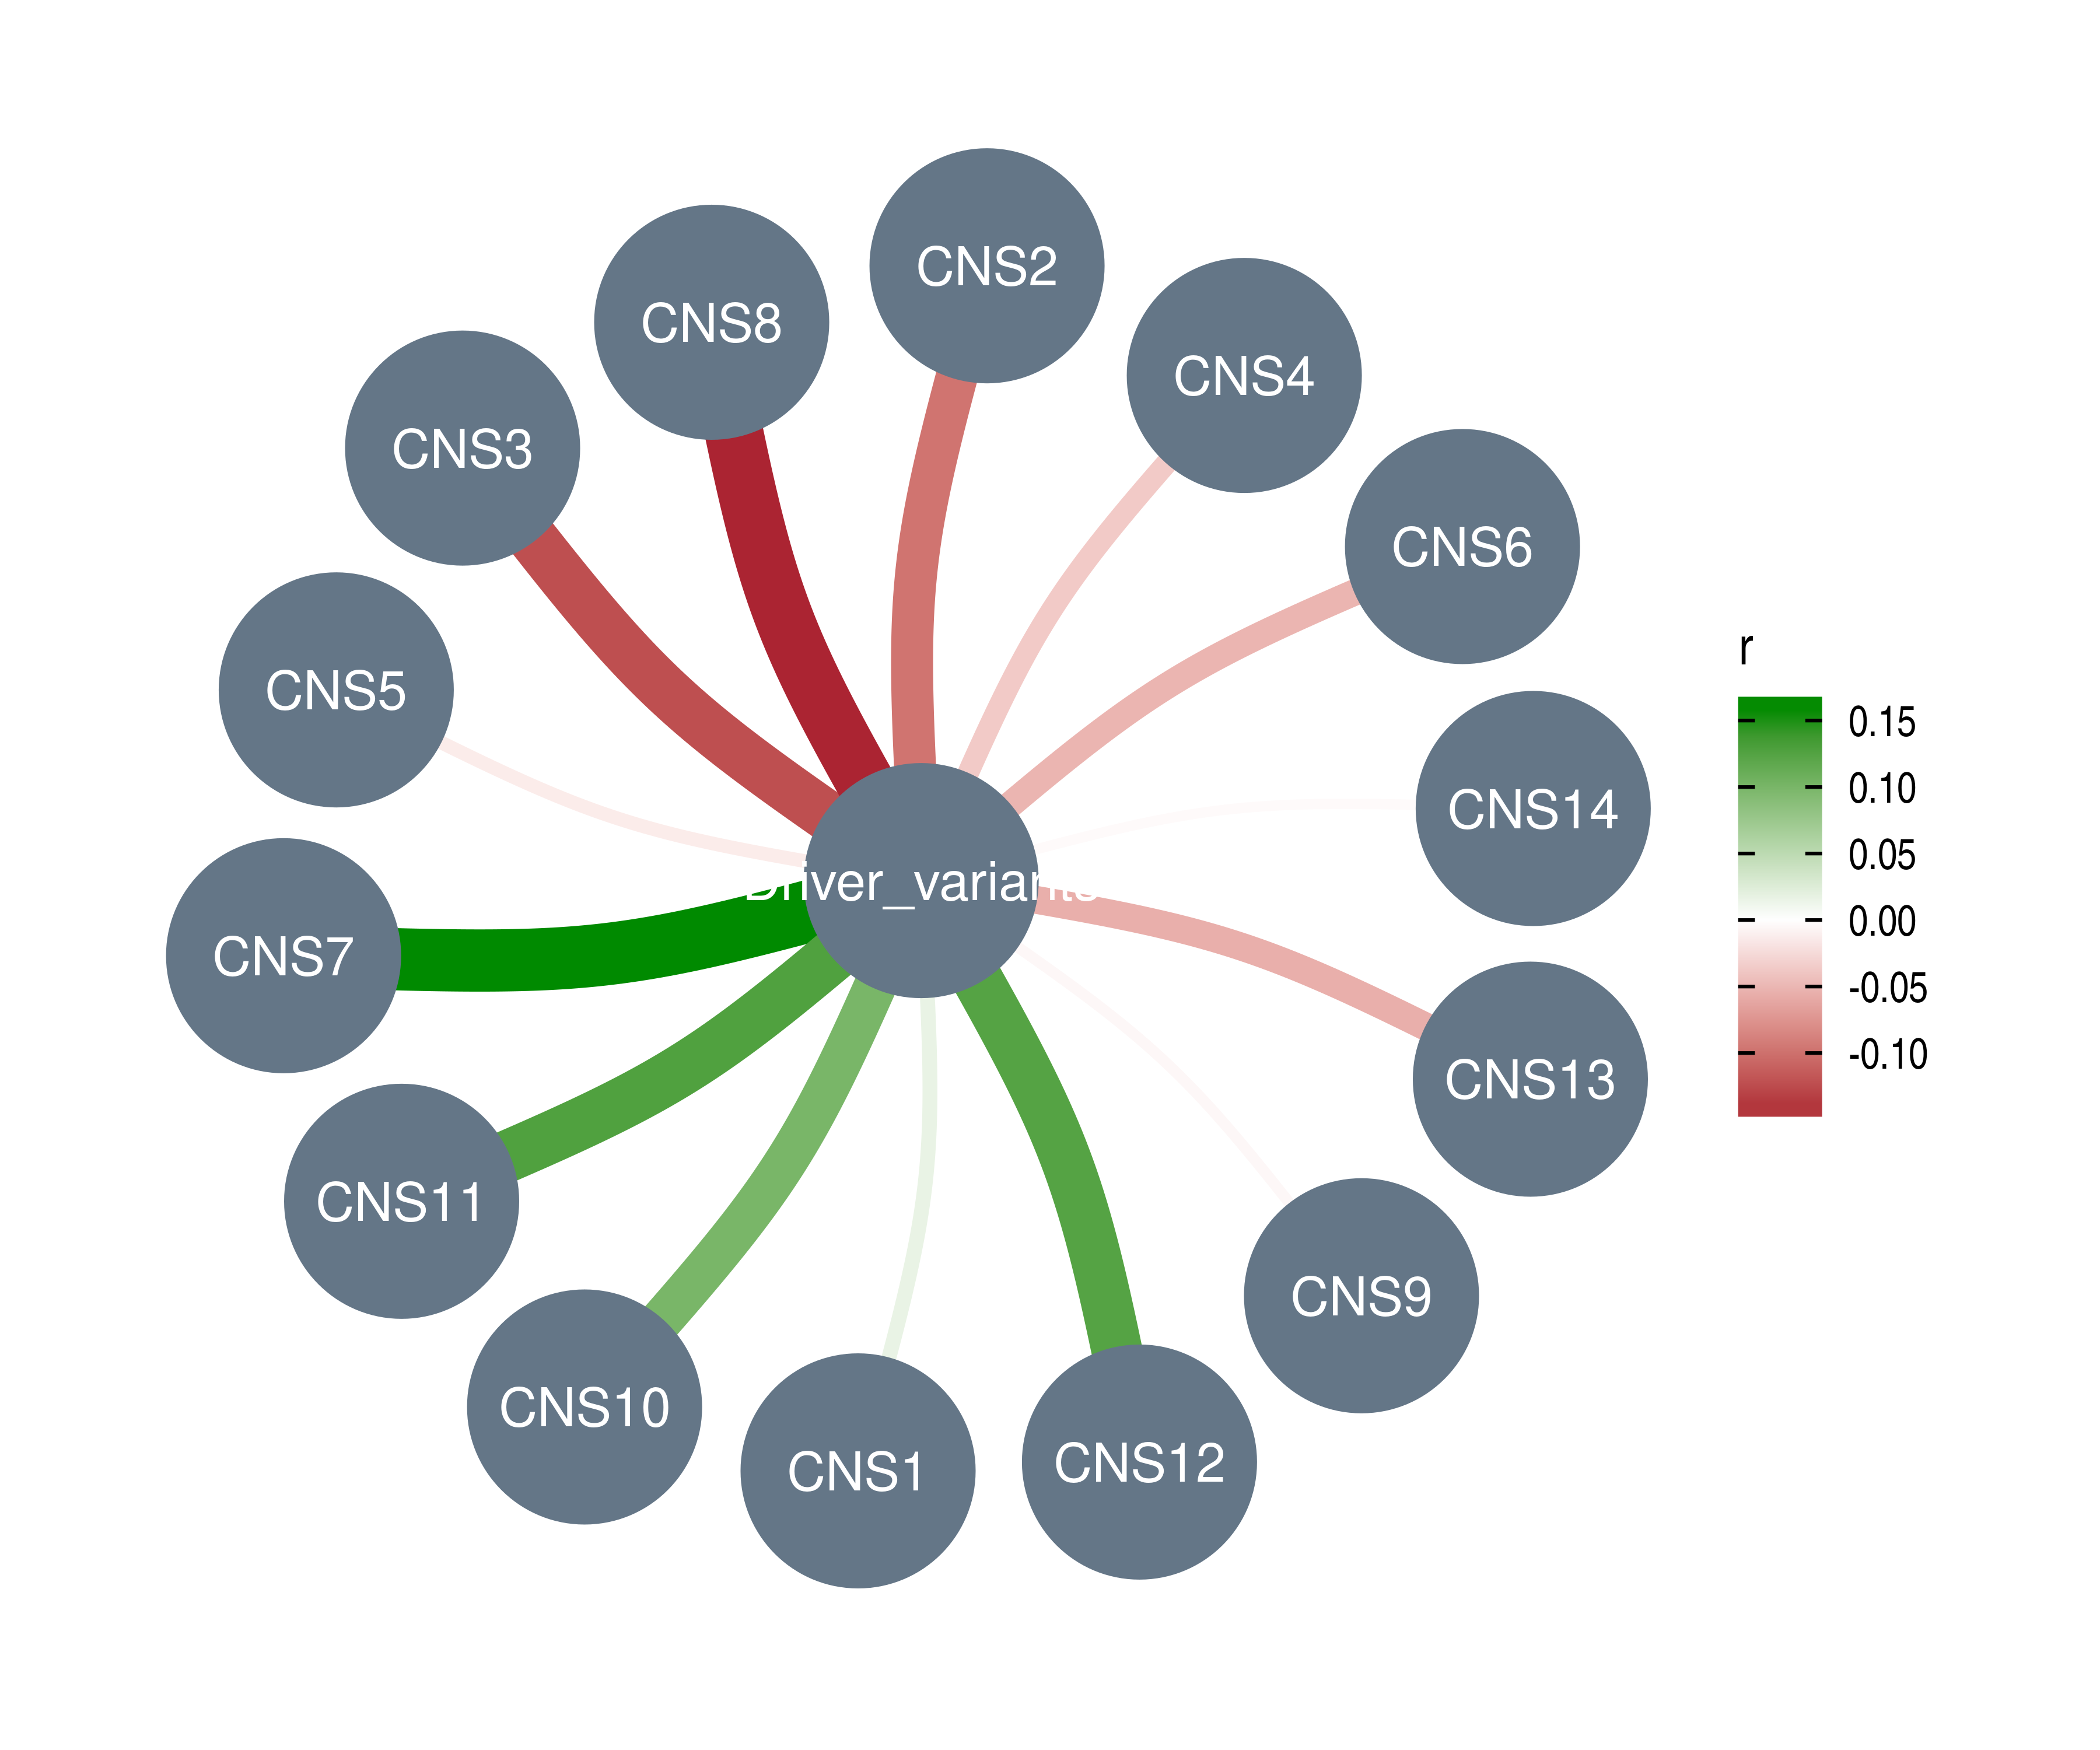 CNS2
CNS8
CNS4
CNS3
CNS6
CNS5
CNS14
Driver_variants
CNS7
CNS13
CNS11
CNS9
CNS10
CNS12
CNS1
r
0.15
0.10
0.05
0.00
-0.05
-0.10